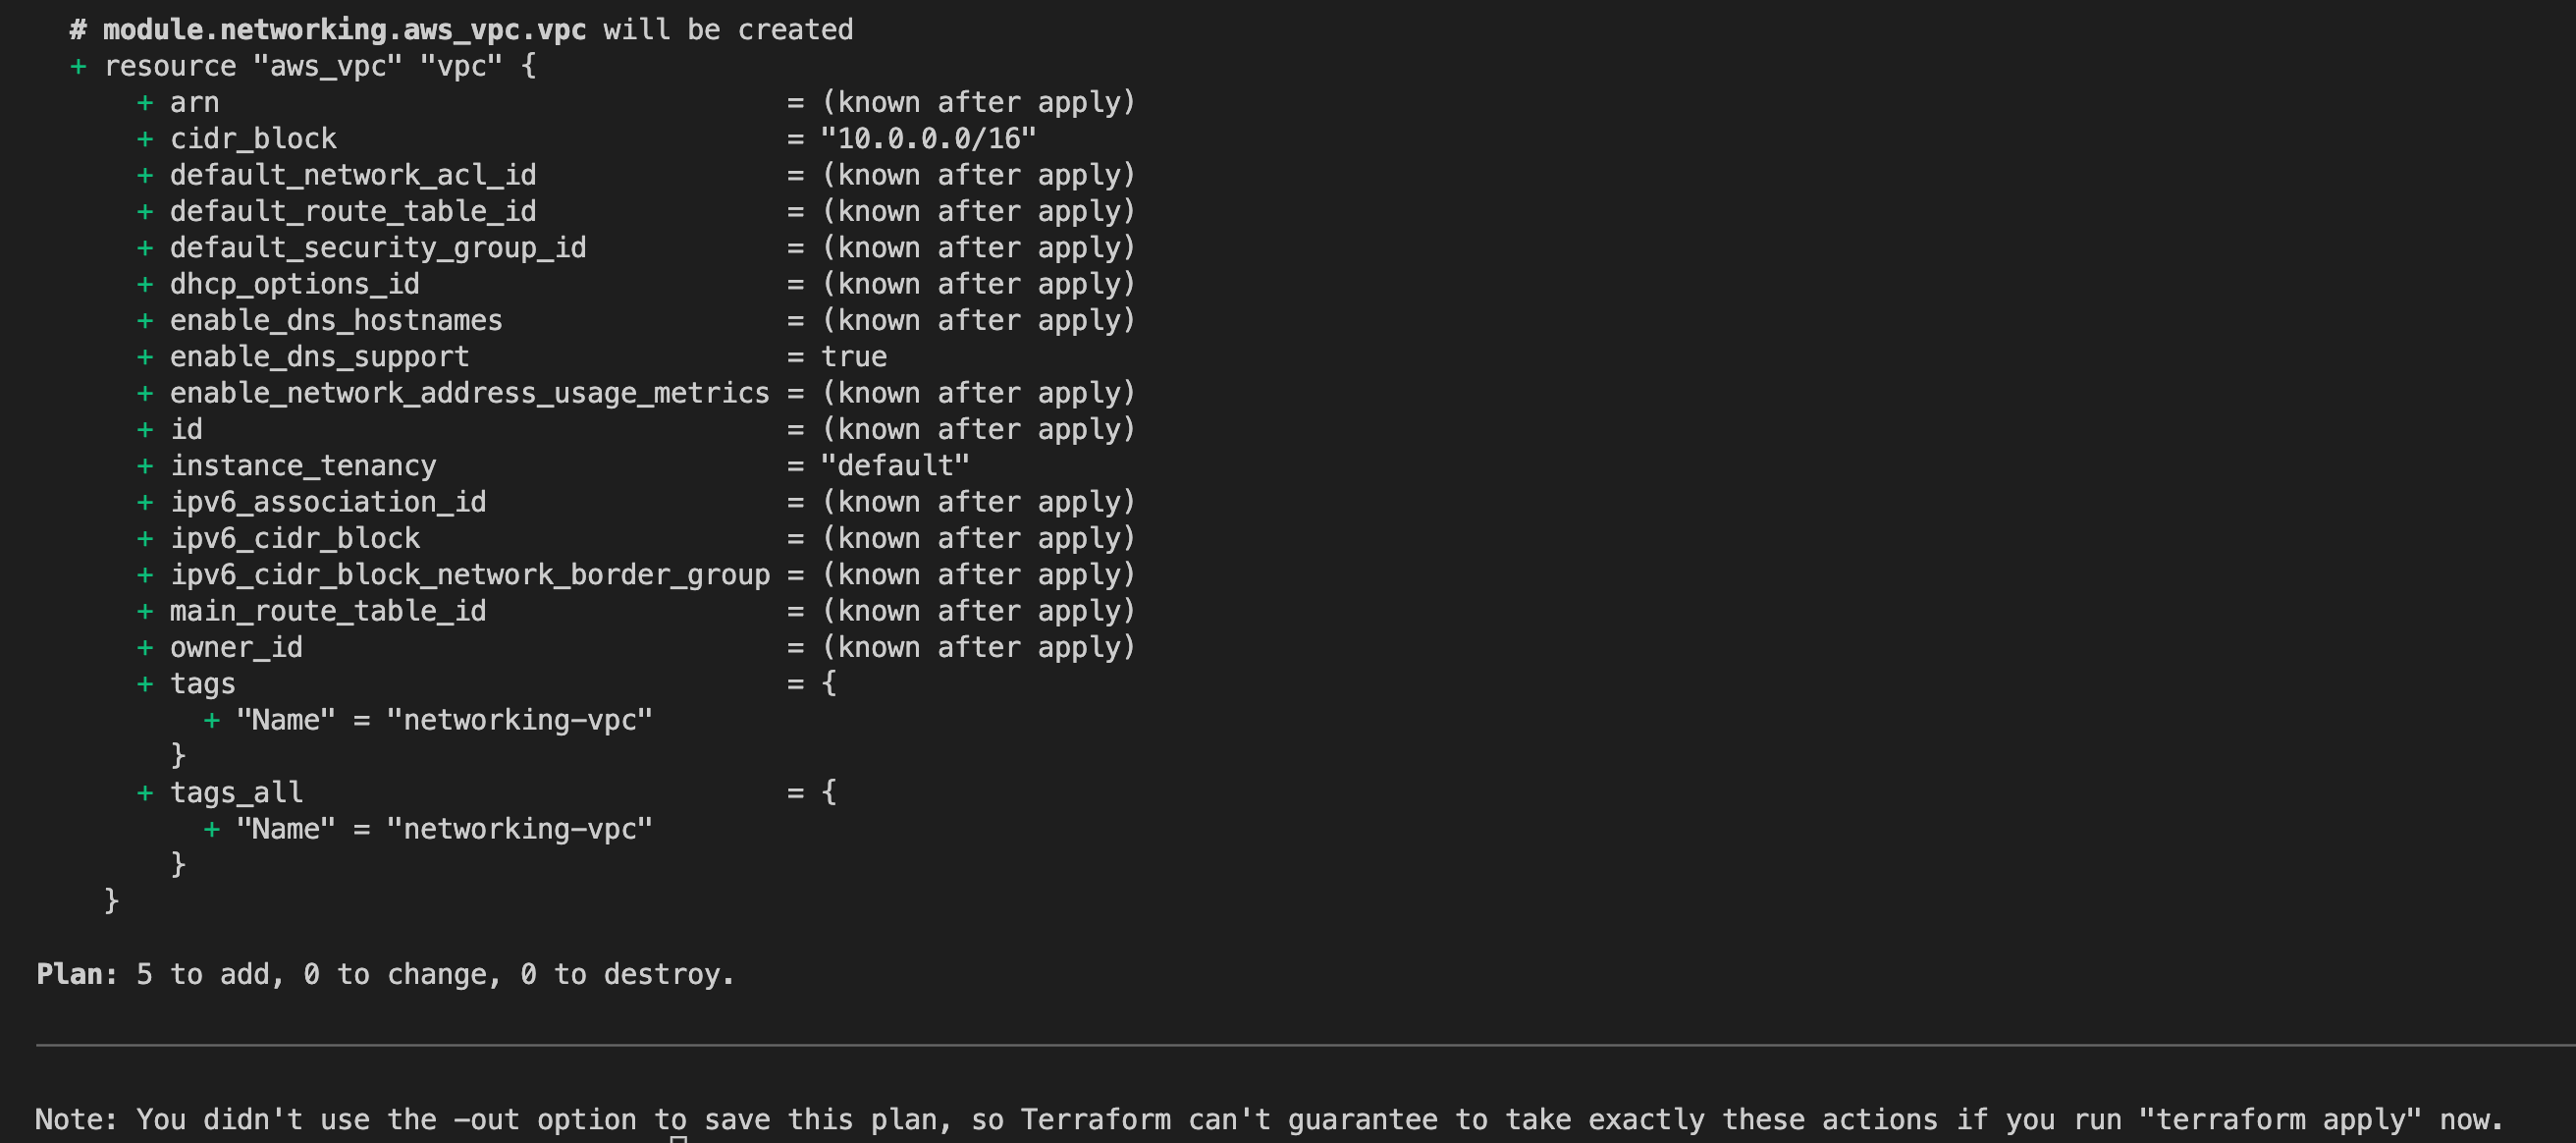 # module.networking.aws_vpc.vpc will be created
+ resource "aws_vpc" "vpc" {
+ arn = (known after apply)
+ cidr_block = "10.0.0.0/16"
+ default_network_acl_id = (known after apply)
+ default_route_table_id = (known after apply)
+ default_security_group_id = (known after apply)
+ dhcp_options_id = (known after apply)
+ enable_dns_hostnames = (known after apply)
+ enable_dns_support = true
+ enable_network_address_usage_metrics = (known after apply)
+ id = (known after apply)
+ instance_tenancy = "default"
+ ipv6_association_id = (known after apply)
+ ipv6_cidr_block = (known after apply)
+ ipv6_cidr_block_network_border_group = (known after apply)
+ main_route_table_id = (known after apply)
+ owner_id = (known after apply)
+ tags = {
+ "Name" = "networking-vpc"
}
+ tags_all = {
+ "Name" = "networking-vpc"
}
}
Plan: 5 to add, 0 to change, 0 to destroy.
Note: You didn't use the -out option to save this plan, so Terraform can't guarantee to take exactly these actions if you run "terraform apply" now.